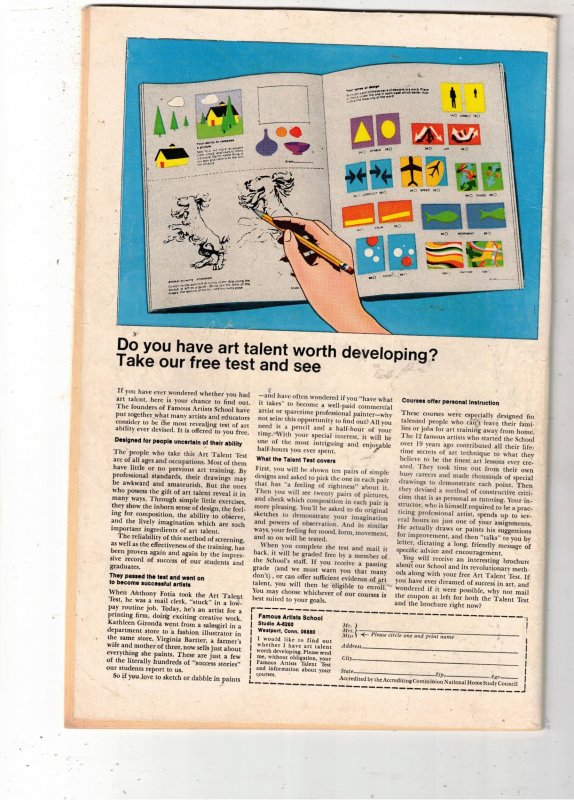 Your ability to compose
a picture
Your sense of design
Animal drawing
Do you have art talent worth developing?
Take our free test and see
If you have ever wondered whether you had
art talent, here is your chance to find out.
The founders of Famous Artists School have
put together what many artists and educators
consider to be the most revealing test of art
ability ever devised. It is offered to you free.
Designed for people uncertain of their ability
The people who take this Art Talent Test
are of all ages and occupations. Most of them
have little or no previous art training. By
professional standards, their drawings may
be awkward and amateurish. But the ones
who possess the gift of art talent reveal it in
many ways. Through simple little exercises,
they show the inborn sense of design, the feel-
ing for composition, the ability to observe,
and the lively imagination which are such
important ingredients of art talent.
The reliability of this method of screening,
as well as the effectiveness of the training, has
been proven again and again by the impres-
sive record of success of our students and
graduates.
They passed the test and went on
to become successful artists
When Anthony Fotia took the Art Talent
Test, he was a mail clerk, "stuck" in a low-
pay routine job. Today, he's an artist for a
printing firm, doing exciting creative work.
Kathleen Gironda went from a salesgirl in a
department store to a fashion illustrator in
the same store. Virginia Bartter, a farmer's
wife and mother of three, now sells just about
everything she paints. These are just a few
of the literally hundreds of "success stories"
our students report to us.
So if you love to sketch or dabble in paints
—and have often wondered if you "have what
it takes" to become a well-paid commercial
artist or sparetime professional painter—why
not seize this opportunity to find out! All you
need is a pencil and a half-hour of your
time. With your special interest, it will be
one of the most intriguing and enjoyable
half-hours you ever spent.
What the Talent Test covers
First, you will be shown ten pairs of simple
designs and asked to pick the one in each pair
that has "a feeling of rightness" about it.
Then you will see twenty pairs of pictures,
and check which composition in each pair is
more pleasing. You'll be asked to do original
sketches to demonstrate your imagination
and powers of observation. And in similar
ways, your feeling for mood, form, movement,
and so on will be tested.
When you complete the test and mail it
back, it will be graded free by a member of
the School's staff. If you receive a passing
grade (and we must warn you that many
don't), or can offer sufficient evidence of art
talent, you will then be eligible to enroll.
You may choose whichever of our courses is
best suited to your goals.
Courses offer personal instruction
These courses were especially designed for
talented people who can't leave their fami-
lies or jobs for art training away from home.
The 12 famous artists who started the School
over 19 years ago contributed all their life-
time secrets of art technique to what they
believe to be the finest art lessons ever cre-
ated. They took time out from their own
busy careers and made thousands of special
drawings to demonstrate each point. Then
they devised a method of constructive criti-
cism that is as personal as tutoring. Your in-
structor, who is himself required to be a prac-
ticing professional artist, spends up to sev-
eral hours on just one of your assignments.
He actually draws or paints his suggestions
for improvement, and then "talks" to you by
letter, dictating a long, friendly message of
specific advice and encouragement.
You will receive an interesting brochure
about our School and its revolutionary meth-
ods along with your free Art Talent Test. If
you have ever dreamed of success in art, and
wondered if it were possible, why not mail
the coupon at left for both the Talent Test
and the brochure right now?
Famous Artists School
Studio A-6260
Westport, Conn. 06880
I would like to find out
whether I have art talent
worth developing. Please send
me, without obligation, your
Famous Artists Talent Test
and information about your
courses.
Mr.
Mrs.
Miss
Please circle one and print name
Address
City
State
Zip
Age
Accredited by the Accrediting Commission National Home Study Council